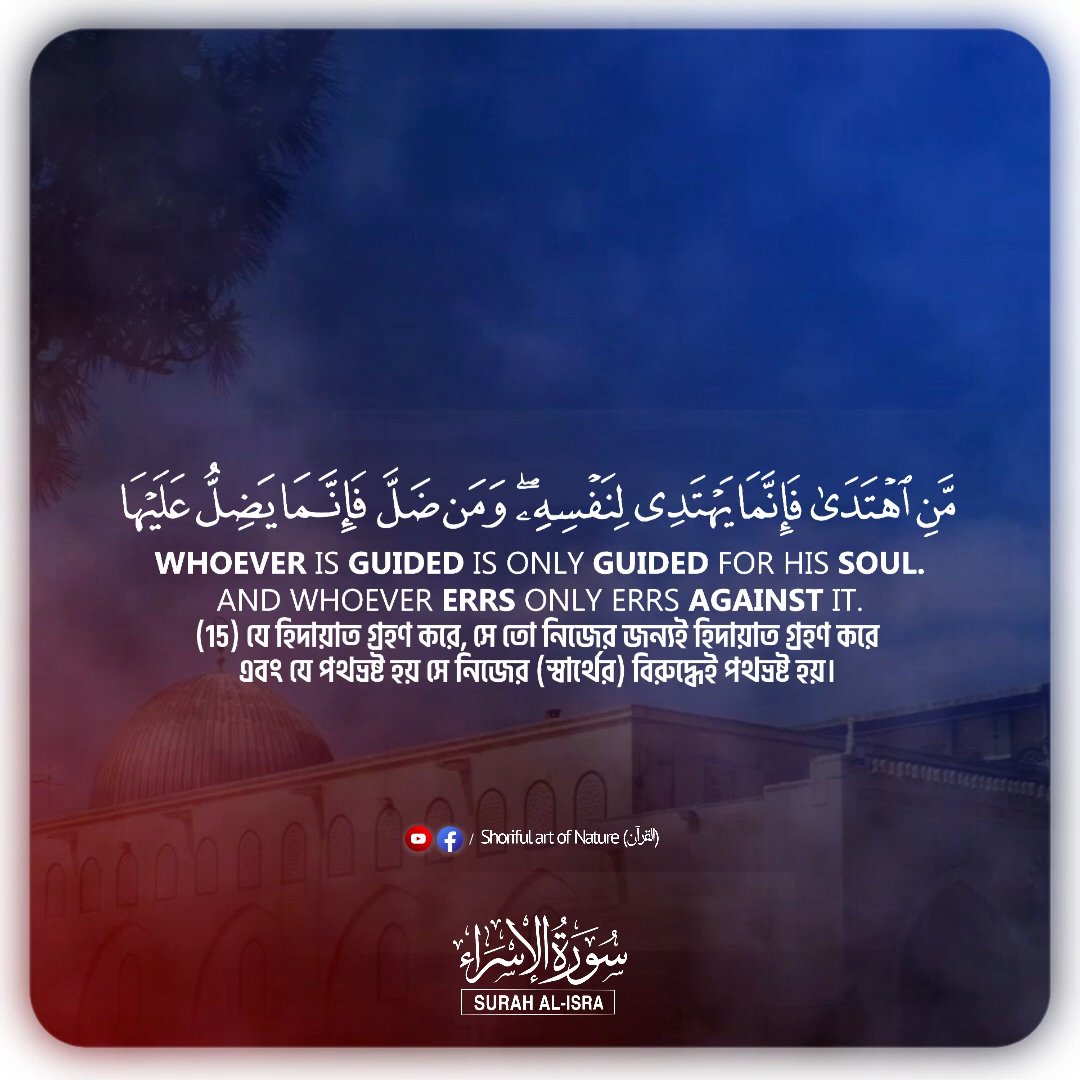 مَّنِ ٱهْتَدَىٰ فَإِنَّمَا يَهْتَدِى لِنَفْسِهِۦ ۖ وَمَن ضَلَّ فَإِنَّمَا يَضِلُّ عَلَيْهَا
WHOEVER IS GUIDED IS ONLY GUIDED FOR HIS SOUL.
AND WHOEVER ERRS ONLY ERRS AGAINST IT.
(15) যে হিদায়াত গ্রহণ করে, সে তো নিজের জন্যই হিদায়াত গ্রহণ করে
এবং যে পথভ্রষ্ট হয় সে নিজের (স্বার্থের) বিরুদ্ধেই পথভ্রষ্ট হয়।
/ Shoriful art of Nature (القرآن)
سُورَةُ الإِسْرَاء
SURAH AL-ISRA